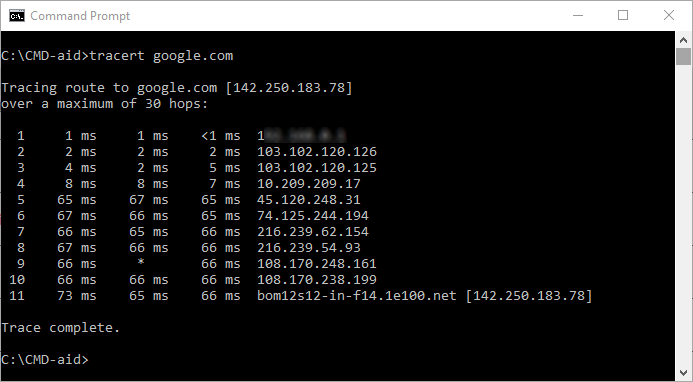 Command Prompt
C:\CMD-aid>tracert google.com
Tracing route to google.com [142.250.183.78]
over a maximum of 30 hops:
1 1 ms 1 ms <1 ms
2 2 ms 2 ms 2 ms 103.102.120.126
3 4 ms 2 ms 5 ms 103.102.120.125
4 8 ms 8 ms 7 ms 10.209.209.17
5 65 ms 67 ms 65 ms 45.120.248.31
6 67 ms 66 ms 65 ms 74.125.244.194
7 66 ms 65 ms 66 ms 216.239.62.154
8 67 ms 66 ms 66 ms 216.239.54.93
9 66 ms * 66 ms 108.170.248.161
10 66 ms 66 ms 66 ms 108.170.238.199
11 73 ms 65 ms 66 ms bom12s12-in-f14.1e100.net [142.250.183.78]
Trace complete.
C:\CMD-aid>